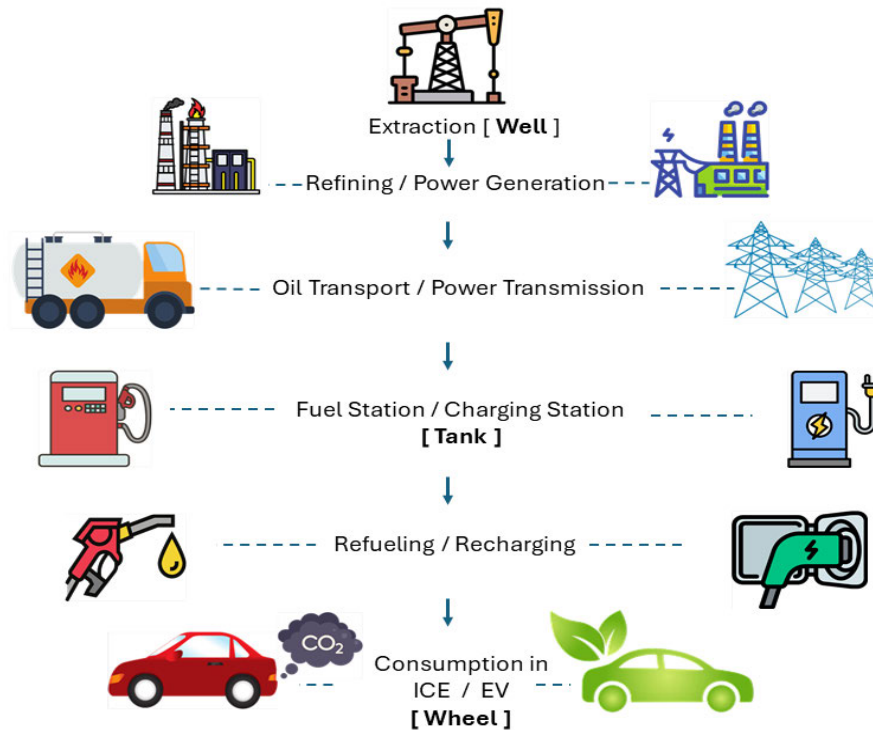 Extraction [ Well ]
Refining / Power Generation
Oil Transport / Power Transmission
Fuel Station / Charging Station
[ Tank ]
Refueling / Recharging
CO₂
Consumption in
ICE / EV
[ Wheel ]